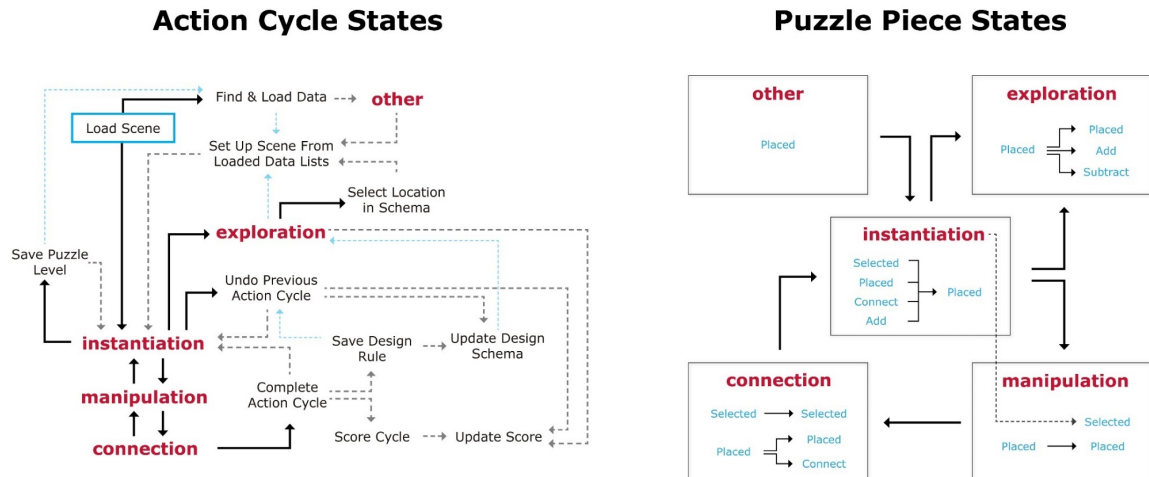 Action Cycle States
Find & Load Data
other
Load Scene
Set Up Scene From
Loaded Data Lists
Select Location
in Schema
exploration
Save Puzzle
Level
Undo Previous
Action Cycle
instantiation
Save Design
Rule
Update Design
Schema
manipulation
Complete
Action Cycle
connection
Score Cycle
Update Score
Puzzle Piece States
other
Placed
exploration
Placed
Placed
Add
Subtract
instantiation
Selected
Placed
Connect
Add
Placed
connection
Selected
Selected
Placed
Placed
Connect
manipulation
Selected
Placed
Placed